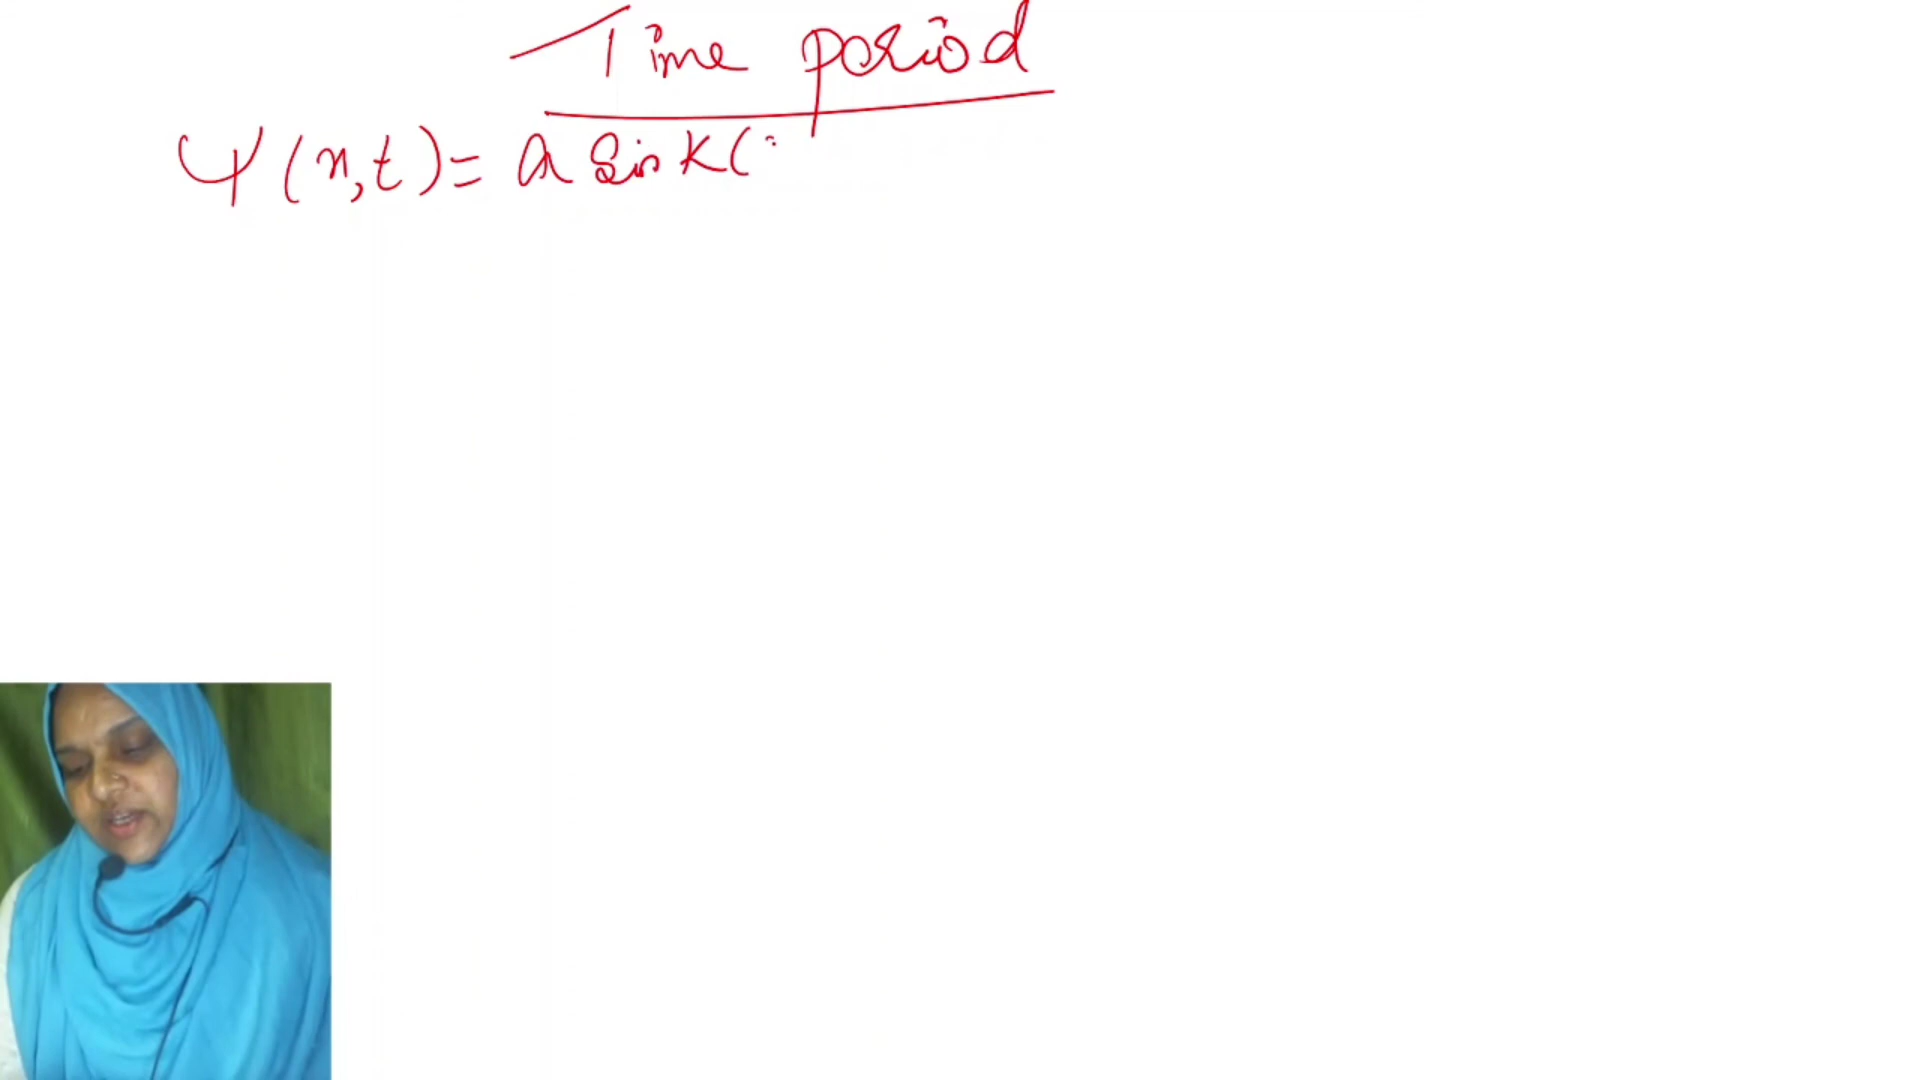 Time period
Ψ(x,t)= a Sin K(